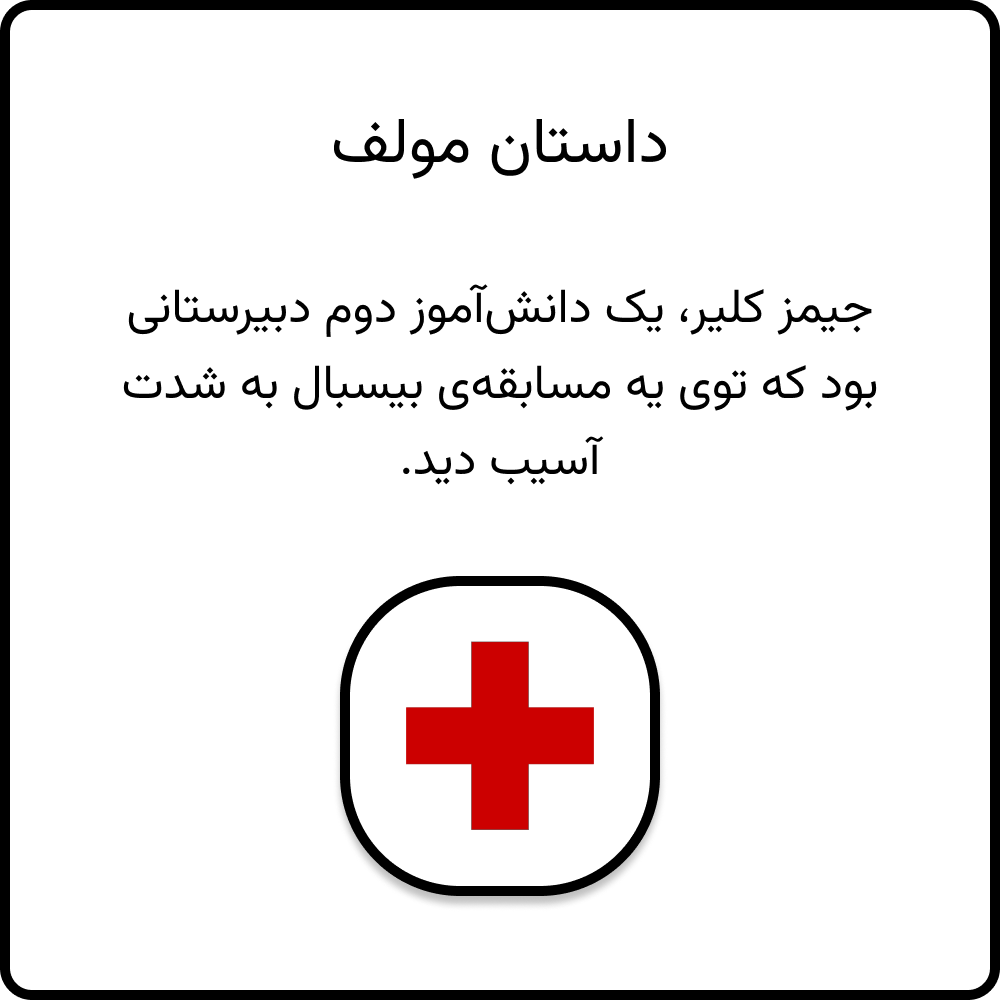 داستان مولف
جیمز کلیر، یک دانش‌آموز دوم دبیرستانی
بود که توی یه مسابقه‌ی بیسبال به شدت
آسیب دید.